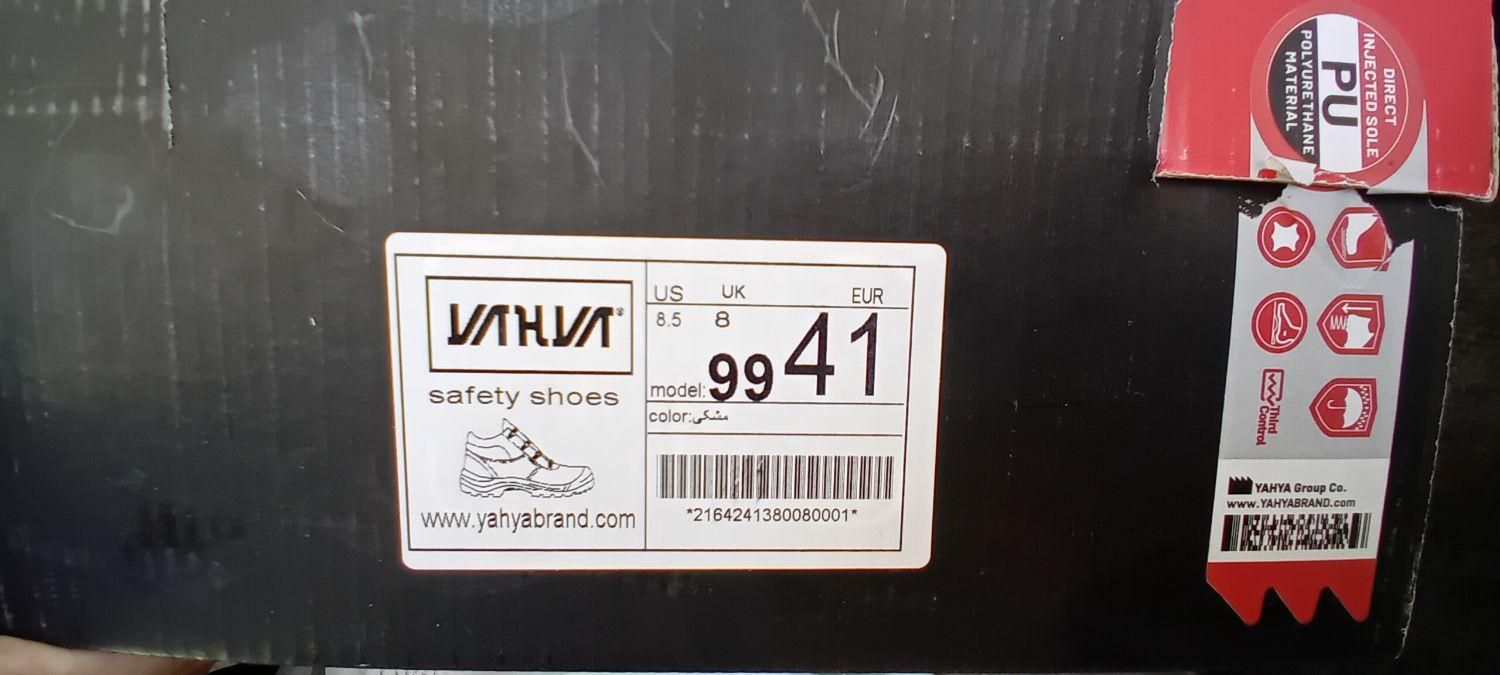 YAHYA®
safety shoes
www.yahyabrand.com
US UK EUR
8.5 8 41
model: 99
color: مشکی
*2164241380080001*
DIRECT
INJECTED SOLE
PU
POLYURETHANE
MATERIAL
Third
Control
YAHYA Group Co.
www.YAHYABRAND.com